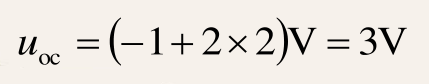 u_oc = (−1+2×2)V = 3V